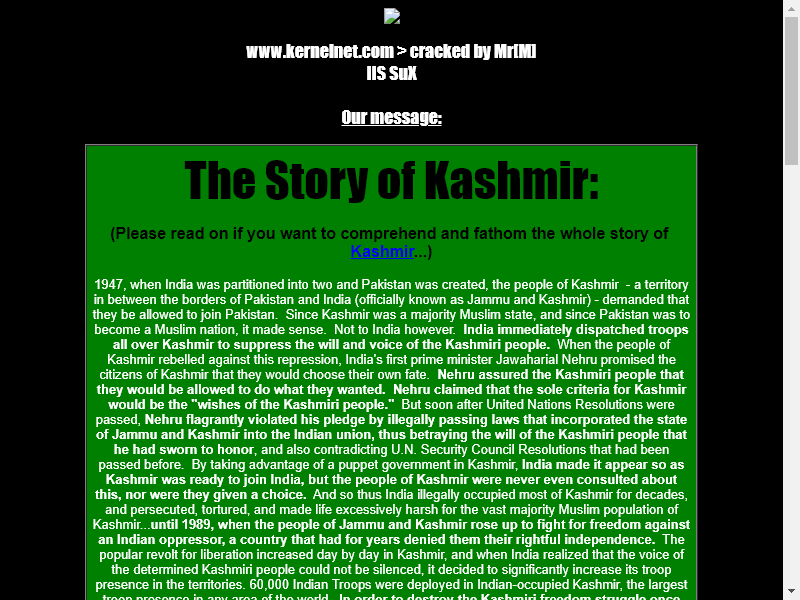 www.kernelnet.com > cracked by Mr[M]
IIS SuX
Our message:
The Story of Kashmir:
(Please read on if you want to comprehend and fathom the whole story of
Kashmir...)
1947, when India was partitioned into two and Pakistan was created, the people of Kashmir - a territory
in between the borders of Pakistan and India (officially known as Jammu and Kashmir) - demanded that
they be allowed to join Pakistan. Since Kashmir was a majority Muslim state, and since Pakistan was to
become a Muslim nation, it made sense. Not to India however. India immediately dispatched troops
all over Kashmir to suppress the will and voice of the Kashmiri people. When the people of
Kashmir rebelled against this repression, India's first prime minister Jawaharial Nehru promised the
citizens of Kashmir that they would choose their own fate. Nehru assured the Kashmiri people that
they would be allowed to do what they wanted. Nehru claimed that the sole criteria for Kashmir
would be the "wishes of the Kashmiri people." But soon after United Nations Resolutions were
passed, Nehru flagrantly violated his pledge by illegally passing laws that incorporated the state
of Jammu and Kashmir into the Indian union, thus betraying the will of the Kashmiri people that
he had sworn to honor, and also contradicting U.N. Security Council Resolutions that had been
passed before. By taking advantage of a puppet government in Kashmir, India made it appear so as
Kashmir was ready to join India, but the people of Kashmir were never even consulted about
this, nor were they given a choice. And so thus India illegally occupied most of Kashmir for decades,
and persecuted, tortured, and made life excessively harsh for the vast majority Muslim population of
Kashmir...until 1989, when the people of Jammu and Kashmir rose up to fight for freedom against
an Indian oppressor, a country that had for years denied them their rightful independence. The
popular revolt for liberation increased day by day in Kashmir, and when India realized that the voice of
the determined Kashmiri people could not be silenced, it decided to significantly increase its troop
presence in the territories. 60,000 Indian Troops were deployed in Indian-occupied Kashmir, the largest
troop presence in any area of the world. In order to destroy the Kashmiri freedom struggle once